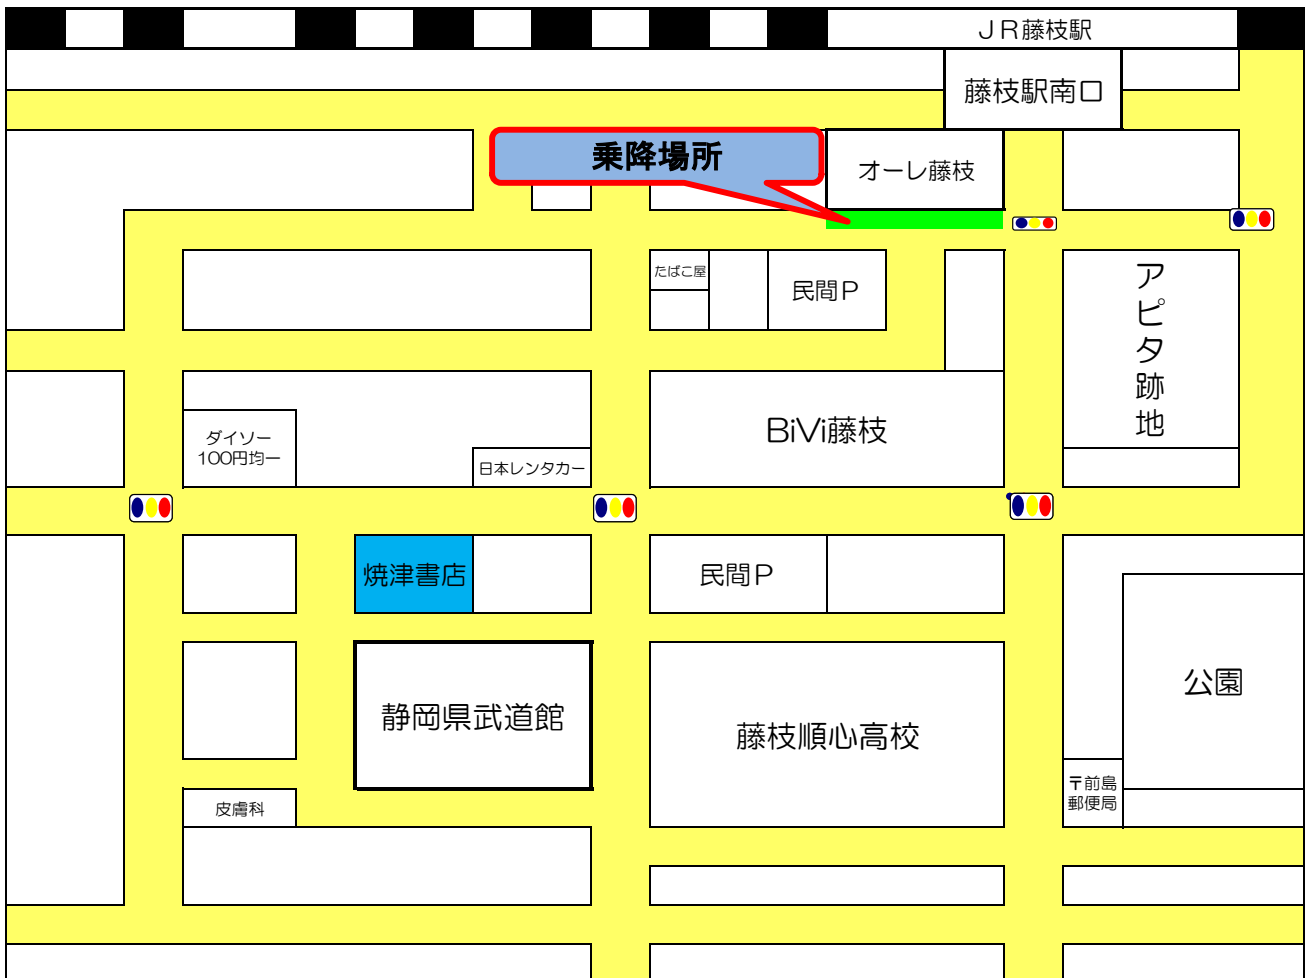 ＪＲ藤枝駅
藤枝駅南口
乗降場所
オーレ藤枝
たばこ屋
民間Ｐ
アピタ跡地
ダイソー
100円均一
日本レンタカー
BiVi藤枝
焼津書店
民間Ｐ
静岡県武道館
藤枝順心高校
公園
〒前島
郵便局
皮膚科